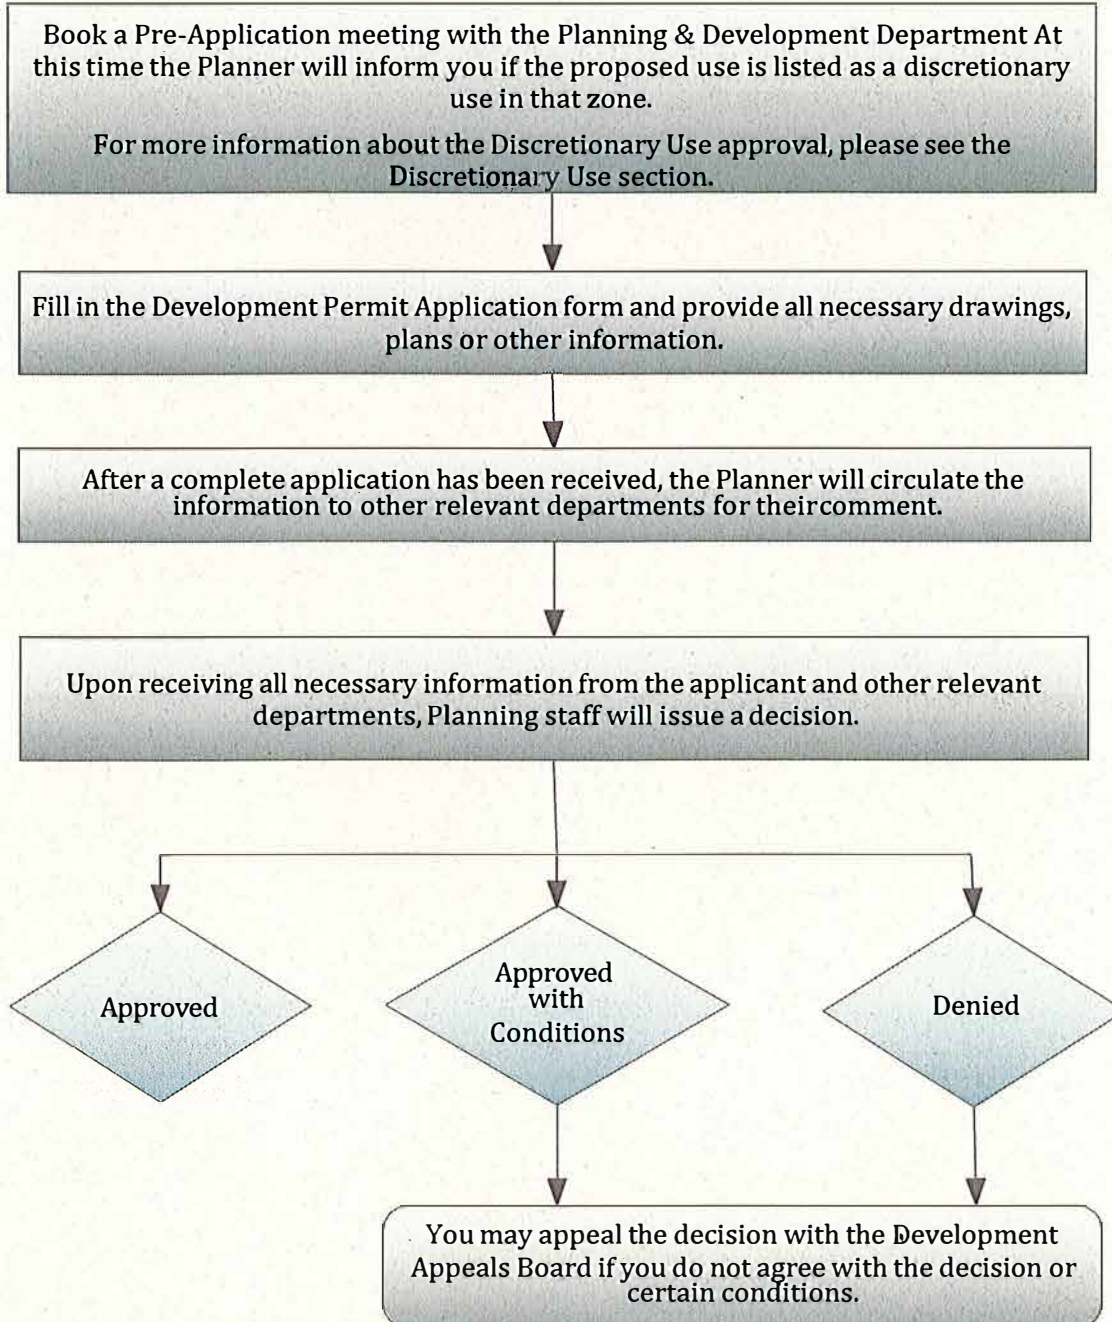 Book a Pre-Application meeting with the Planning & Development Department At
this time the Planner will inform you if the proposed use is listed as a discretionary
use in that zone.
For more information about the Discretionary Use approval, please see the
Discretionary Use section.
Fill in the Development Permit Application form and provide all necessary drawings,
plans or other information.
After a complete application has been received, the Planner will circulate the
information to other relevant departments for theircomment.
Upon receiving all necessary information from the applicant and other relevant
departments, Planning staff will issue a decision.
Approved
Approved
with
Conditions
Denied
You may appeal the decision with the Development
Appeals Board if you do not agree with the decision or
certain conditions.